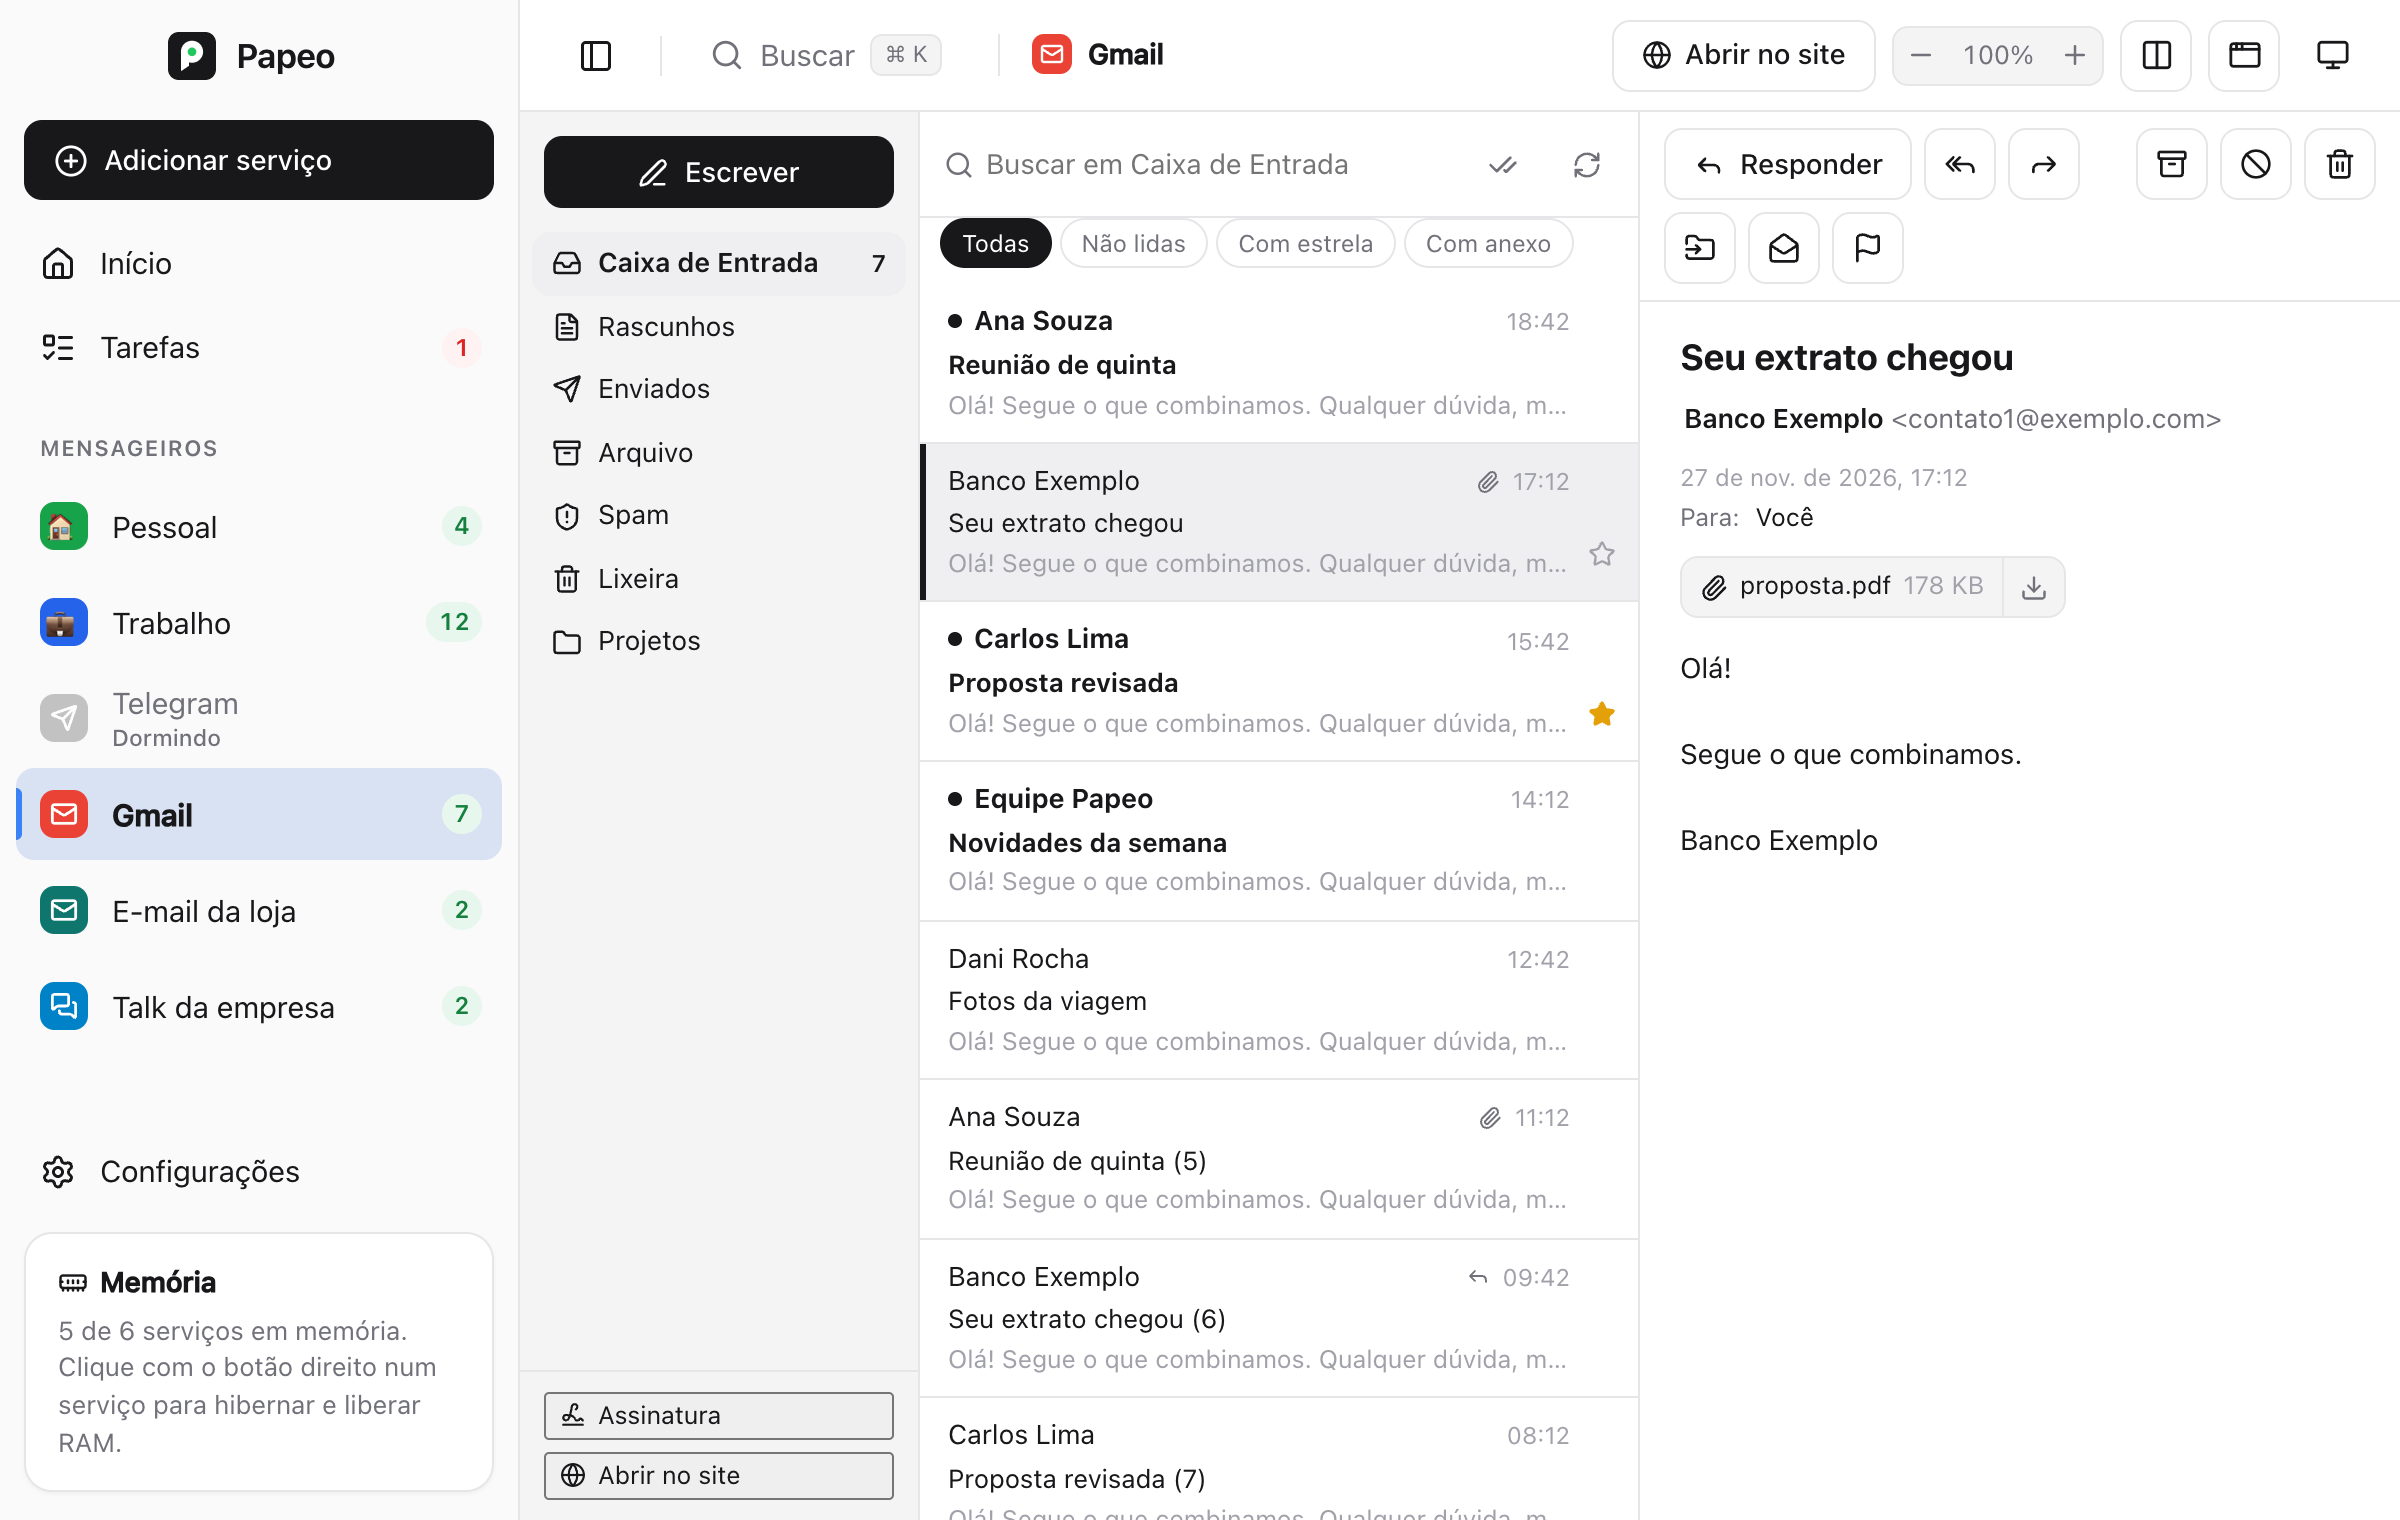 Papeo
Adicionar serviço
Início
Tarefas 1
MENSAGEIROS
Pessoal 4
Trabalho 12
Telegram
Dormindo
Gmail 7
E-mail da loja 2
Talk da empresa 2
Configurações
Memória
5 de 6 serviços em memória.
Clique com o botão direito num
serviço para hibernar e liberar
RAM.
Buscar ⌘ K
Gmail
Abrir no site
100%
Escrever
Caixa de Entrada 7
Rascunhos
Enviados
Arquivo
Spam
Lixeira
Projetos
Assinatura
Abrir no site
Buscar em Caixa de Entrada
Todas Não lidas Com estrela Com anexo
Ana Souza 18:42
Reunião de quinta
Olá! Segue o que combinamos. Qualquer dúvida, m...
Banco Exemplo 17:12
Seu extrato chegou
Olá! Segue o que combinamos. Qualquer dúvida, m...
Carlos Lima 15:42
Proposta revisada
Olá! Segue o que combinamos. Qualquer dúvida, m...
Equipe Papeo 14:12
Novidades da semana
Olá! Segue o que combinamos. Qualquer dúvida, m...
Dani Rocha 12:42
Fotos da viagem
Olá! Segue o que combinamos. Qualquer dúvida, m...
Ana Souza 11:12
Reunião de quinta (5)
Olá! Segue o que combinamos. Qualquer dúvida, m...
Banco Exemplo 09:42
Seu extrato chegou (6)
Olá! Segue o que combinamos. Qualquer dúvida, m...
Carlos Lima 08:12
Proposta revisada (7)
Olá! Segue o que combinamos. Qualquer dúvida, m...
Responder
Seu extrato chegou
Banco Exemplo <contato1@exemplo.com>
27 de nov. de 2026, 17:12
Para: Você
proposta.pdf 178 KB
Olá!
Segue o que combinamos.
Banco Exemplo